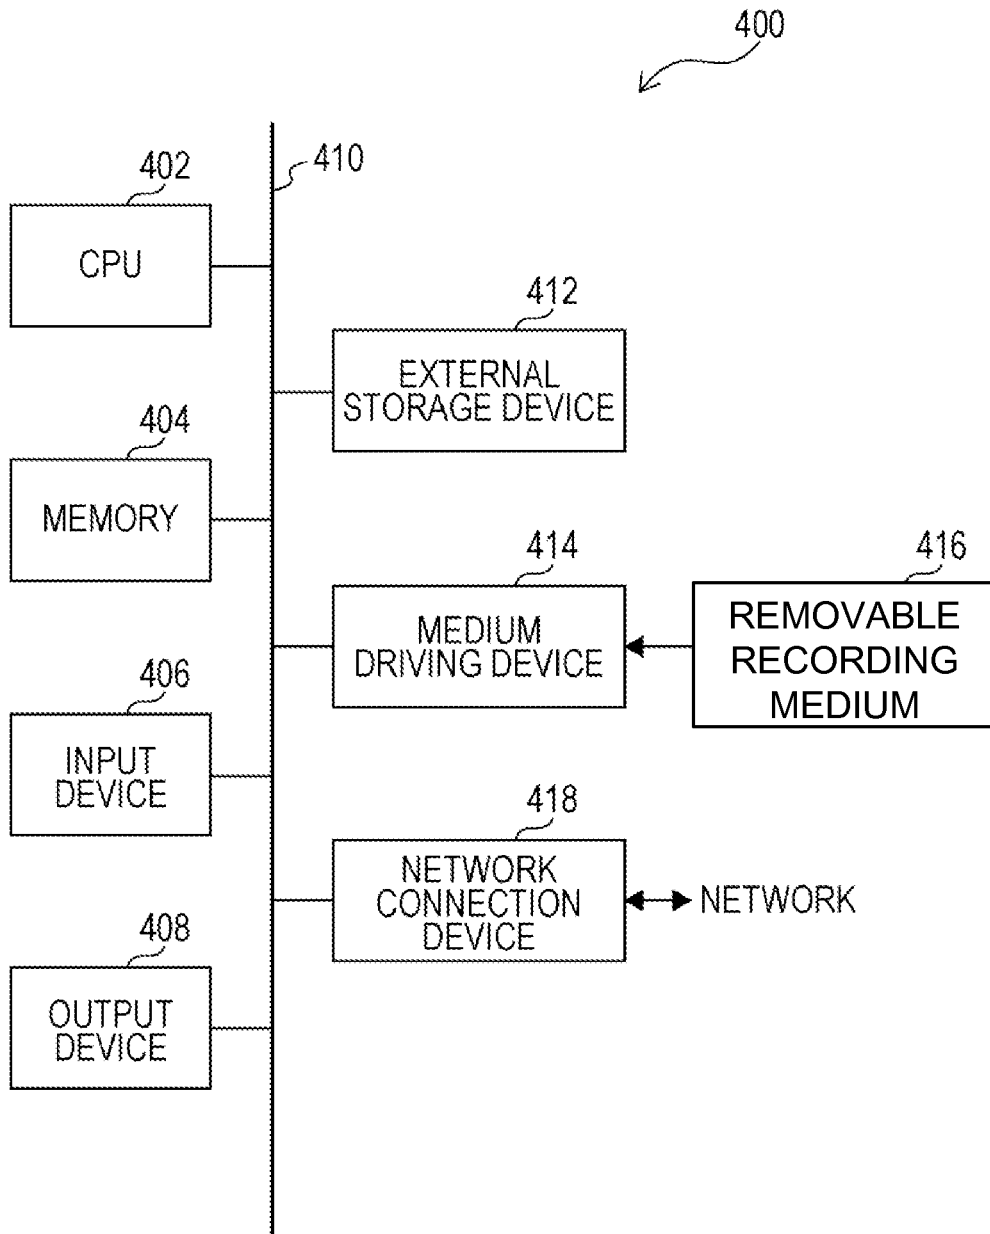 400
410
402
CPU
412
EXTERNAL
STORAGE DEVICE
404
MEMORY
414
MEDIUM
DRIVING DEVICE
416
REMOVABLE
RECORDING
MEDIUM
406
INPUT
DEVICE
418
NETWORK
CONNECTION
DEVICE
NETWORK
408
OUTPUT
DEVICE